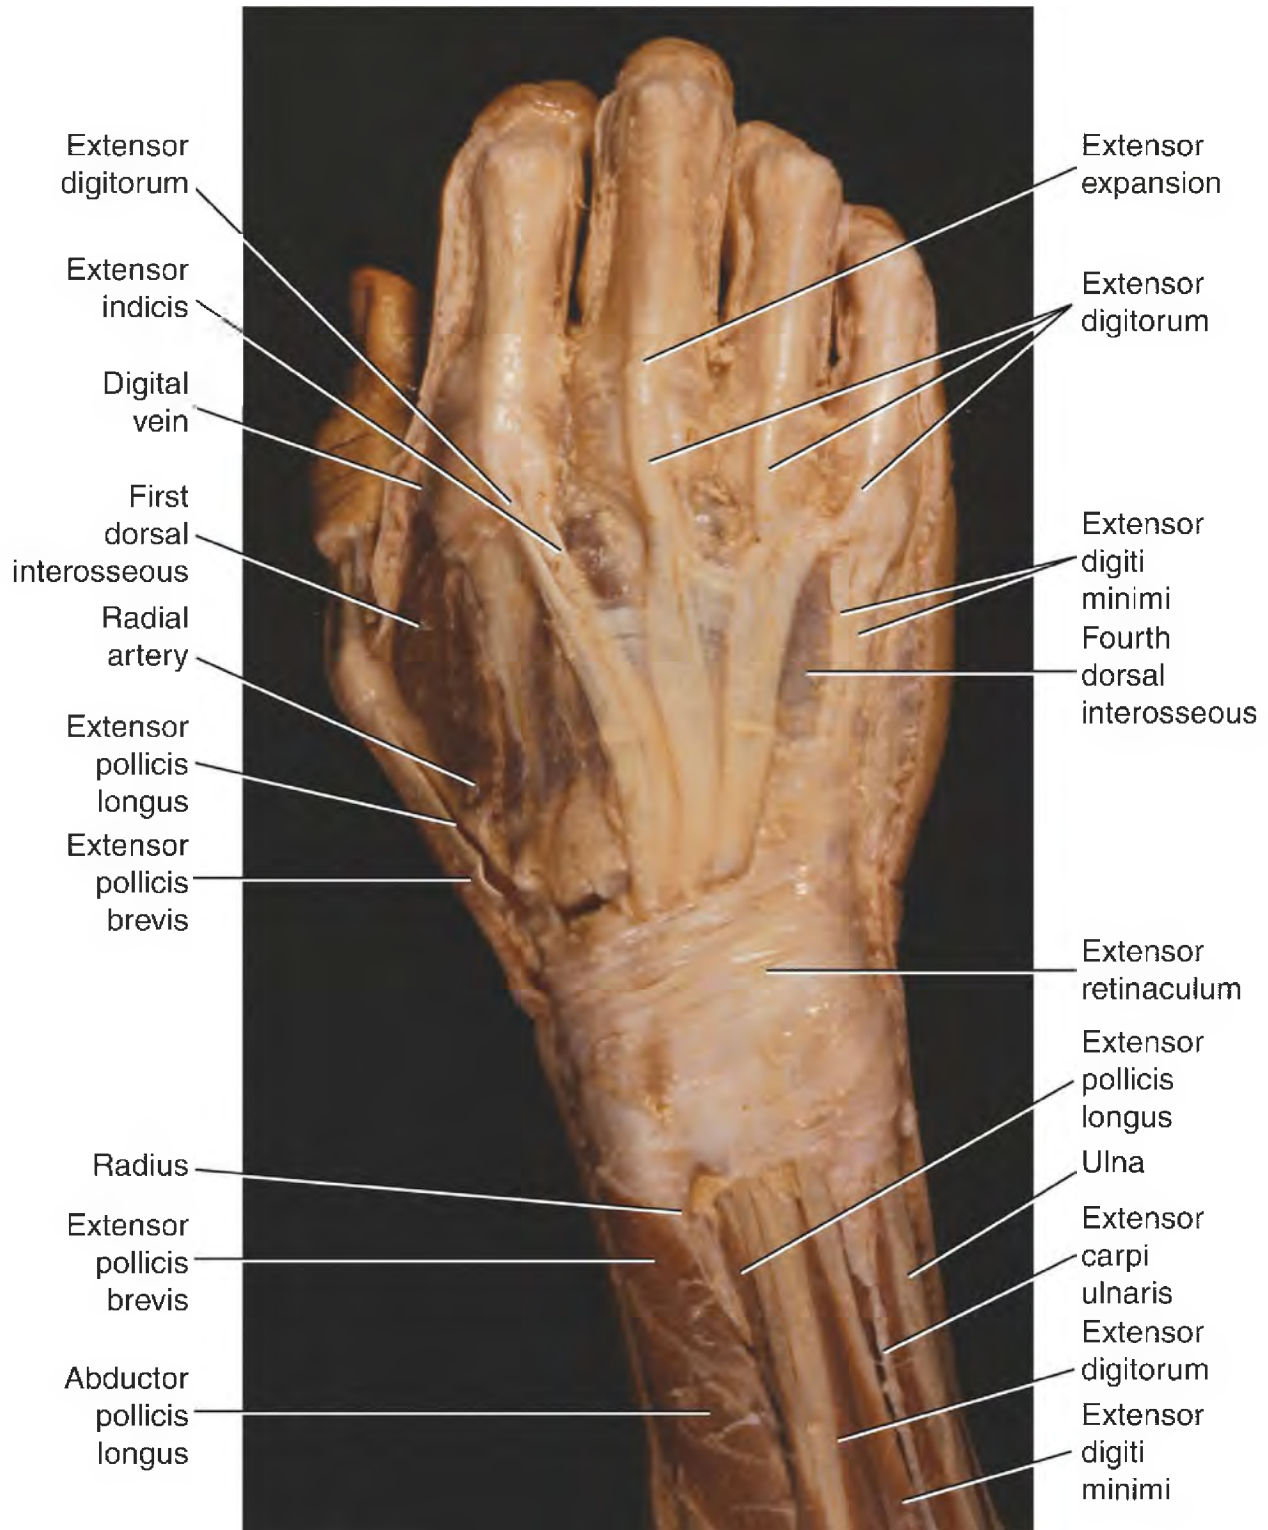 Extensor
digitorum
Extensor
indicis
Digital
vein
First
dorsal
interosseous
Radial
artery
Extensor
pollicis
longus
Extensor
pollicis
brevis
Radius
Extensor
pollicis
brevis
Abductor
pollicis
longus
Extensor
expansion
Extensor
digitorum
Extensor
digiti
minimi
Fourth
dorsal
interosseous
Extensor
retinaculum
Extensor
pollicis
longus
Ulna
Extensor
carpi
ulnaris
Extensor
digitorum
Extensor
digiti
minimi